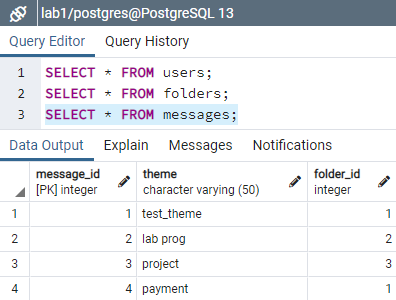 lab1/postgres@PostgreSQL 13
Query Editor Query History
1 SELECT * FROM users;
2 SELECT * FROM folders;
3 SELECT * FROM messages;
Data Output Explain Messages Notifications
message_id theme folder_id
[PK] integer character varying (50) integer
1 1 test_theme 1
2 2 lab prog 2
3 3 project 3
4 4 payment 1